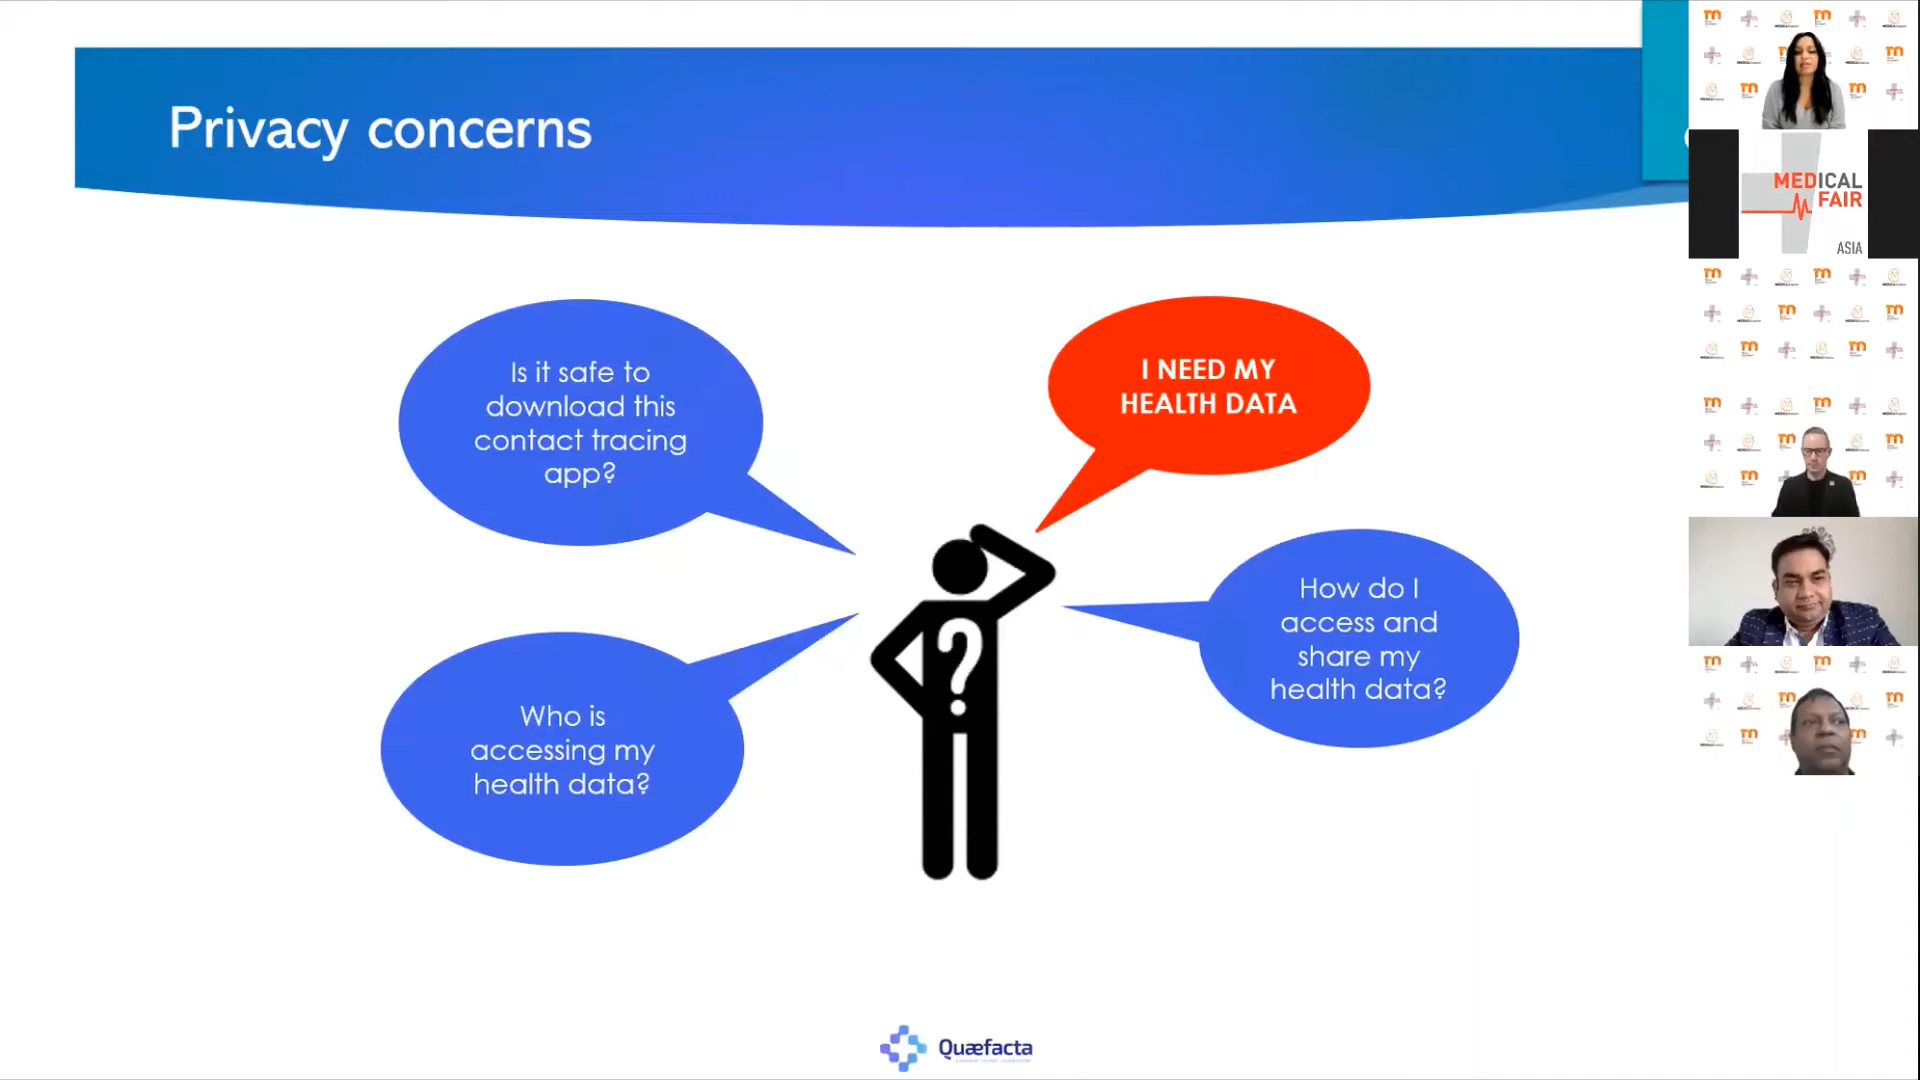 Privacy concerns
Is it safe to
download this
contact tracing
app?
I NEED MY
HEALTH DATA
How do I
access and
share my
health data?
Who is
accessing my
health data?
?
Quæfacta
MEDICAL
FAIR
ASIA